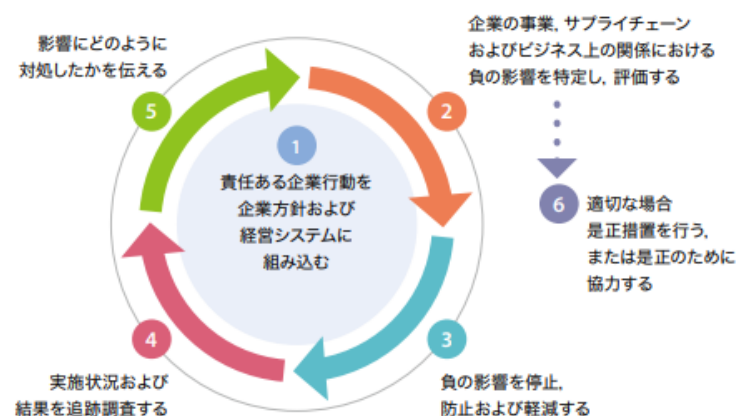 1
責任ある企業行動を
企業方針および
経営システムに
組み込む
2
企業の事業, サプライチェーン
およびビジネス上の関係における
負の影響を特定し, 評価する
3
負の影響を停止,
防止および軽減する
4
実施状況および
結果を追跡調査する
5
影響にどのように
対処したかを伝える
6
適切な場合
是正措置を行う,
または是正のために
協力する